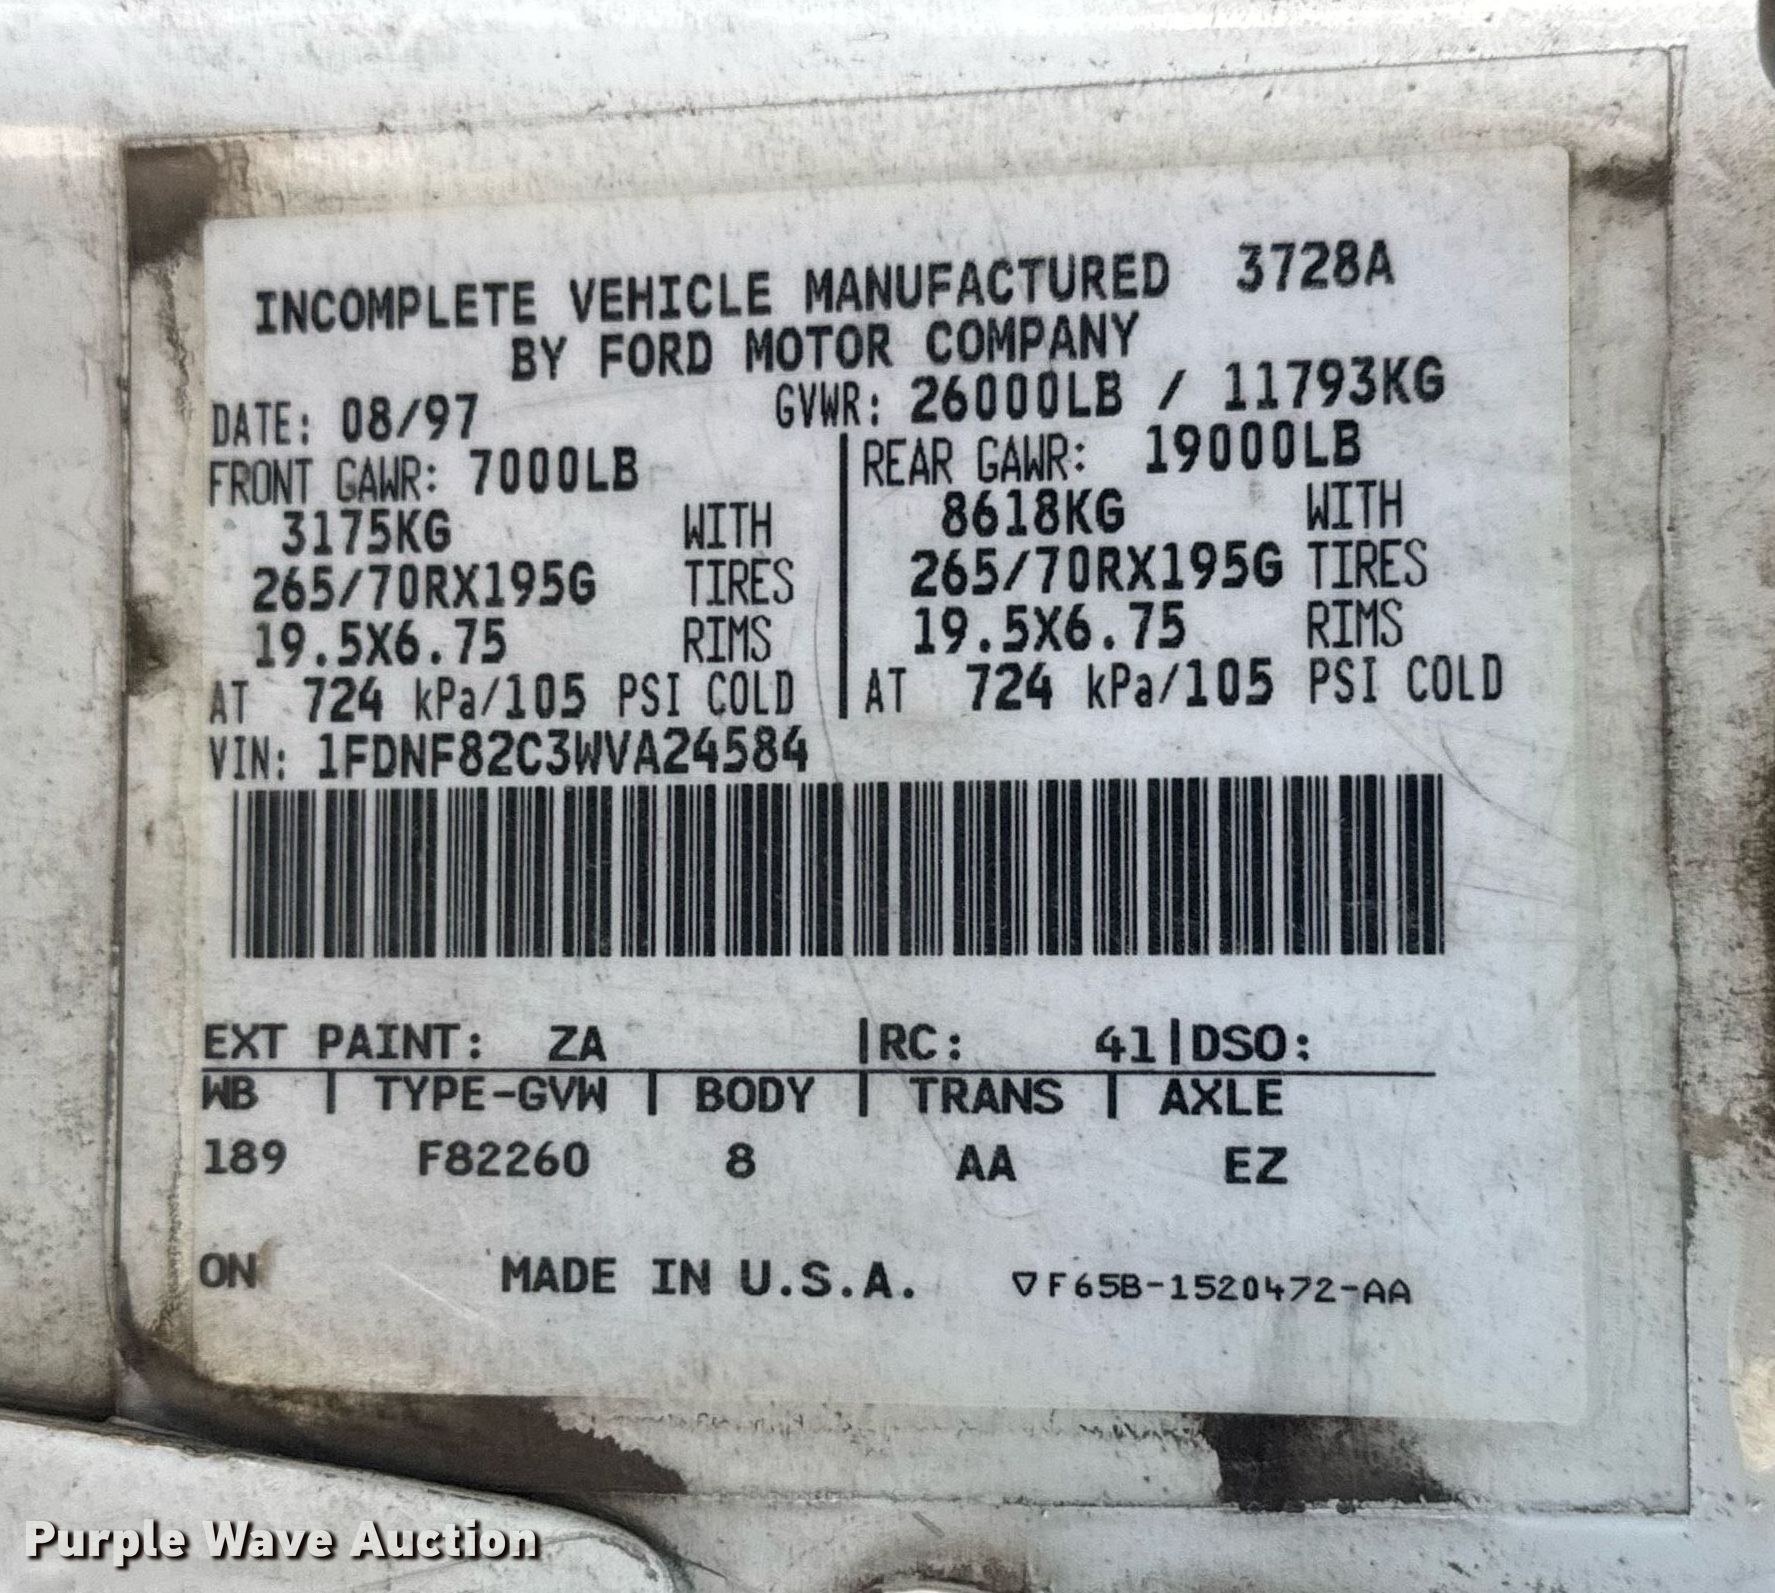 INCOMPLETE VEHICLE MANUFACTURED 3728A
BY FORD MOTOR COMPANY
DATE: 08/97 GVWR: 26000LB / 11793KG
FRONT GAWR: 7000LB
3175KG WITH
265/70RX195G TIRES
19.5X6.75 RIMS
AT 724 kPa/105 PSI COLD
REAR GAWR: 19000LB
8618KG WITH
265/70RX195G TIRES
19.5X6.75 RIMS
AT 724 kPa/105 PSI COLD
VIN: 1FDNF82C3WVA24584
EXT PAINT: ZA |RC: 41|DSO:
WB | TYPE-GVW | BODY | TRANS | AXLE
189 F82260 8 AA EZ
ON MADE IN U.S.A. ▽F65B-1520472-AA
Purple Wave Auction